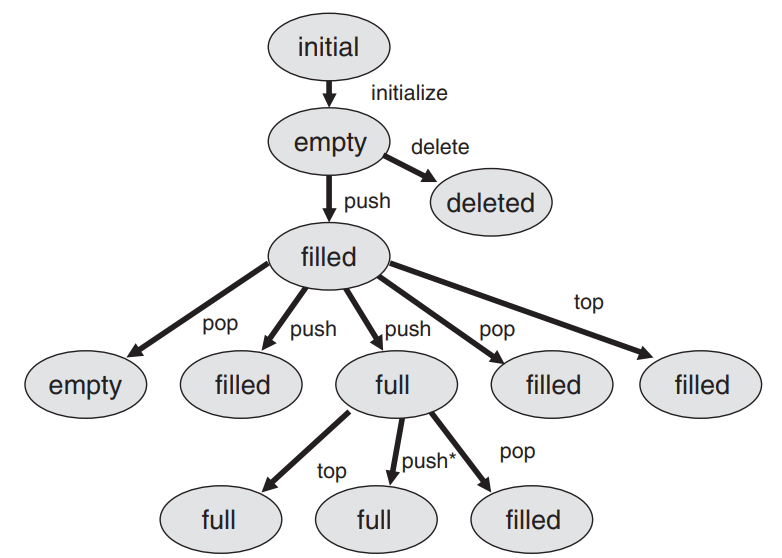 initial
initialize
empty
delete
push
deleted
filled
top
pop
push
push
pop
empty
filled
full
filled
filled
top
push*
pop
full
full
filled